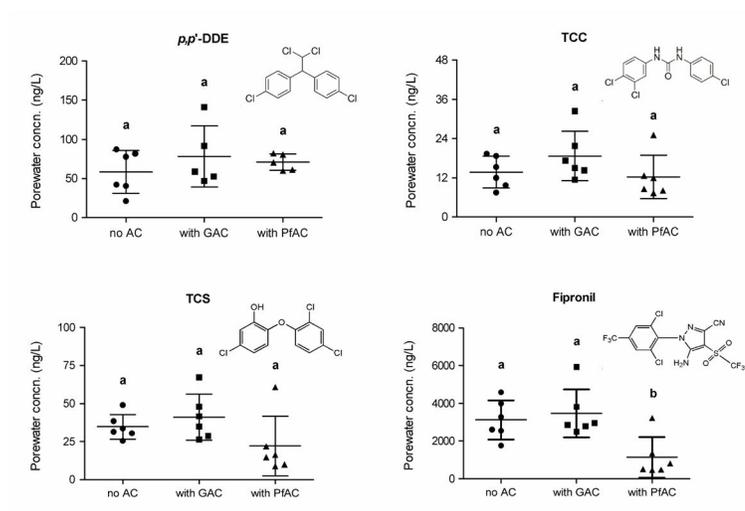 p,p'-DDE
Porewater concn. (ng/L)
200
150
100
50
0
a
a
a
Cl
Cl
Cl
Cl
no AC
with GAC
with PfAC
TCC
Porewater concn. (ng/L)
48
36
24
12
0
a
a
a
H
N
H
N
O
Cl
Cl
Cl
no AC
with GAC
with PfAC
TCS
Porewater concn. (ng/L)
100
75
50
25
0
a
a
a
OH
O
Cl
Cl
Cl
no AC
with GAC
with PfAC
Fipronil
Porewater concn. (ng/L)
8000
6000
4000
2000
0
a
a
b
Cl
F₃C
Cl
N
N
CN
H₂N
S
O
O
CF₃
no AC
with GAC
with PfAC